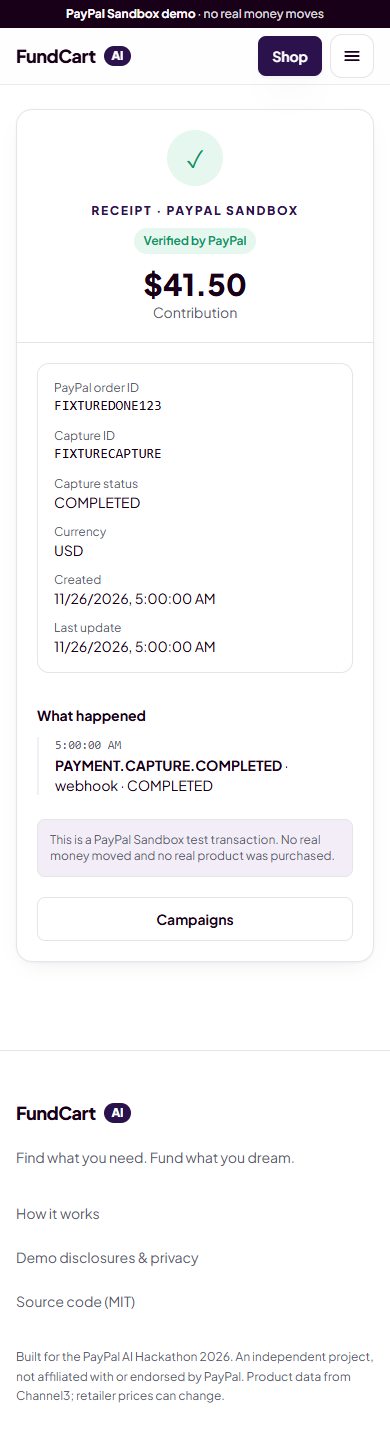 PayPal Sandbox demo · no real money moves
FundCart AI
Shop
RECEIPT · PAYPAL SANDBOX
Verified by PayPal
$41.50
Contribution
PayPal order ID
FIXTUREDONE123
Capture ID
FIXTURECAPTURE
Capture status
COMPLETED
Currency
USD
Created
11/26/2026, 5:00:00 AM
Last update
11/26/2026, 5:00:00 AM
What happened
5:00:00 AM
PAYMENT.CAPTURE.COMPLETED ·
webhook · COMPLETED
This is a PayPal Sandbox test transaction. No real
money moved and no real product was purchased.
Campaigns
FundCart AI
Find what you need. Fund what you dream.
How it works
Demo disclosures & privacy
Source code (MIT)
Built for the PayPal AI Hackathon 2026. An independent project,
not affiliated with or endorsed by PayPal. Product data from
Channel3; retailer prices can change.